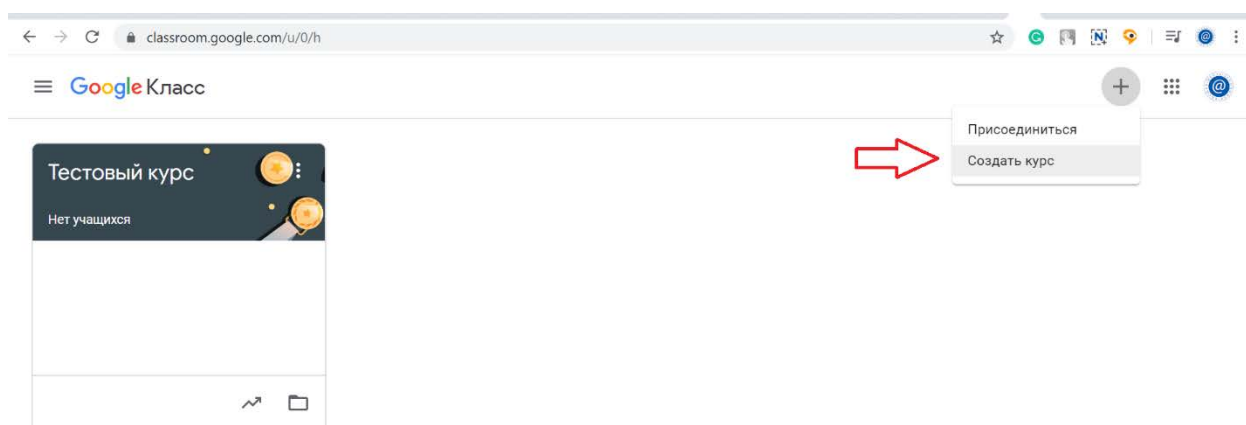 classroom.google.com/u/0/h
Google Класс
Присоединиться
Создать курс
Тестовый курс
Нет учащихся